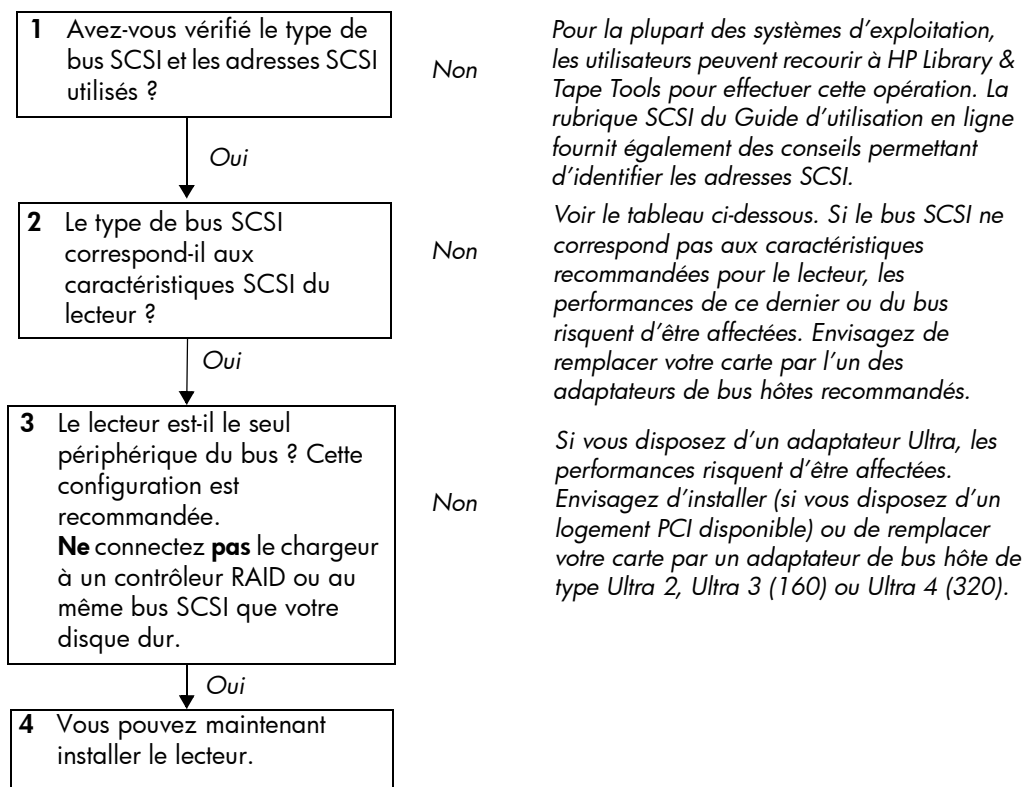 1 Avez-vous vérifié le type de
bus SCSI et les adresses SCSI
utilisés ?
Non
Pour la plupart des systèmes d’exploitation,
les utilisateurs peuvent recourir à HP Library &
Tape Tools pour effectuer cette opération. La
rubrique SCSI du Guide d’utilisation en ligne
fournit également des conseils permettant
d’identifier les adresses SCSI.
Oui
2 Le type de bus SCSI
correspond-il aux
caractéristiques SCSI du
lecteur ?
Non
Voir le tableau ci-dessous. Si le bus SCSI ne
correspond pas aux caractéristiques
recommandées pour le lecteur, les
performances de ce dernier ou du bus
risquent d’être affectées. Envisagez de
remplacer votre carte par l’un des
adaptateurs de bus hôtes recommandés.
Oui
3 Le lecteur est-il le seul
périphérique du bus ? Cette
configuration est
recommandée.
Ne connectez pas le chargeur
à un contrôleur RAID ou au
même bus SCSI que votre
disque dur.
Non
Si vous disposez d’un adaptateur Ultra, les
performances risquent d’être affectées.
Envisagez d’installer (si vous disposez d’un
logement PCI disponible) ou de remplacer
votre carte par un adaptateur de bus hôte de
type Ultra 2, Ultra 3 (160) ou Ultra 4 (320).
Oui
4 Vous pouvez maintenant
installer le lecteur.